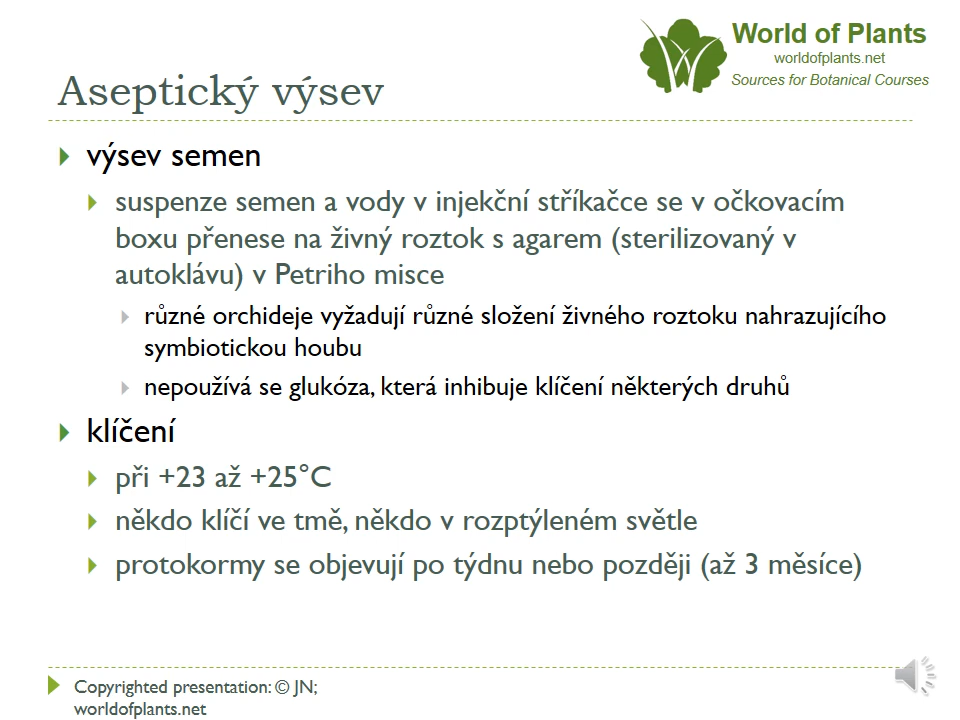 World of Plants
worldofplants.net
Sources for Botanical Courses
Aseptický výsev
výsev semen
suspenze semen a vody v injekční stříkačce se v očkovacím
boxu přenese na živný roztok s agarem (sterilizovaný v
autoklávu) v Petriho misce
různé orchideje vyžadují různé složení živného roztoku nahrazujícího
symbiotickou houbu
nepoužívá se glukóza, která inhibuje klíčení některých druhů
klíčení
při +23 až +25°C
někdo klíčí ve tmě, někdo v rozptýleném světle
protokormy se objevují po týdnu nebo později (až 3 měsíce)
Copyrighted presentation: © JN;
worldofplants.net